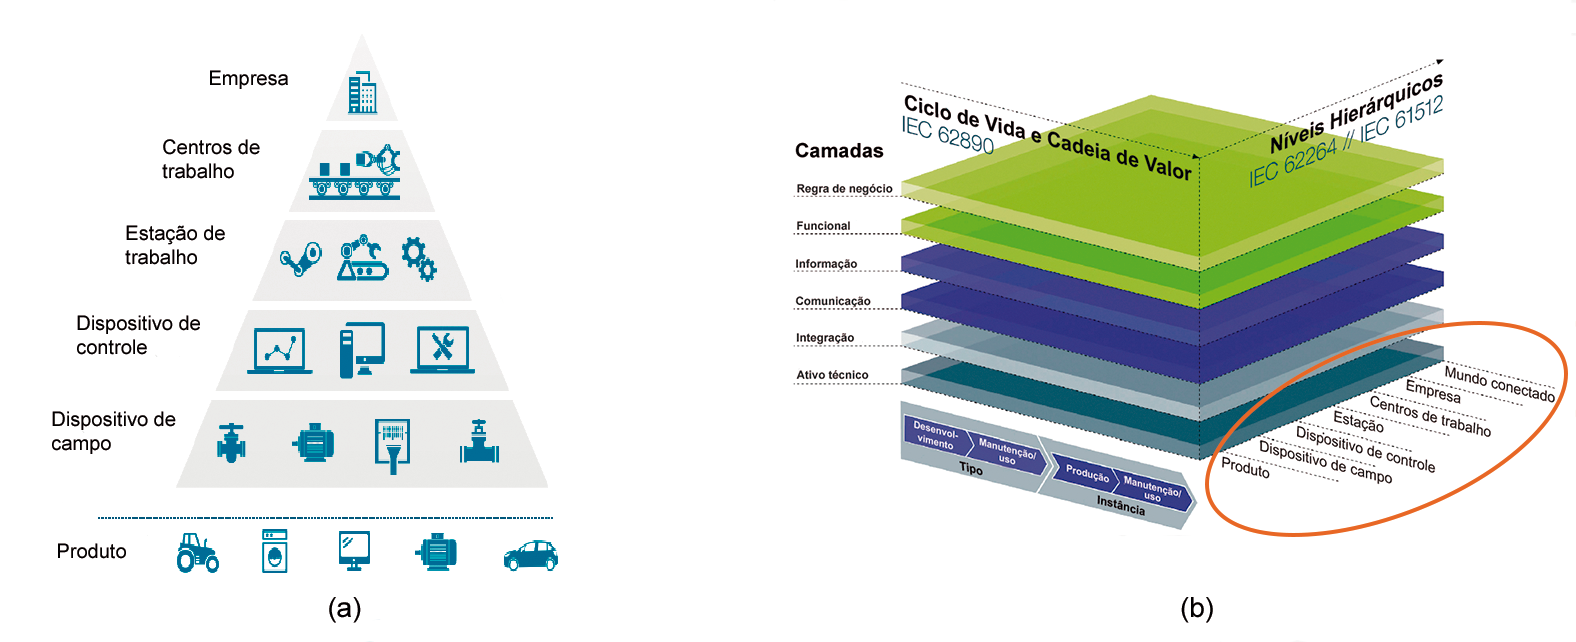 Empresa
Centros de
trabalho
Estação de
trabalho
Dispositivo de
controle
Dispositivo de
campo
Produto
(a)
Ciclo de Vida e Cadeia de Valor
IEC 62890
Níveis Hierárquicos
IEC 62264 // IEC 61512
Camadas
Regra de negócio
Funcional
Informação
Comunicação
Integração
Ativo técnico
Desenvol-
vimento
Manutenção/
uso
Tipo
Produção
Manutenção/
uso
Instância
Mundo conectado
Empresa
Centros de trabalho
Estação
Dispositivo de controle
Dispositivo de campo
Produto
(b)